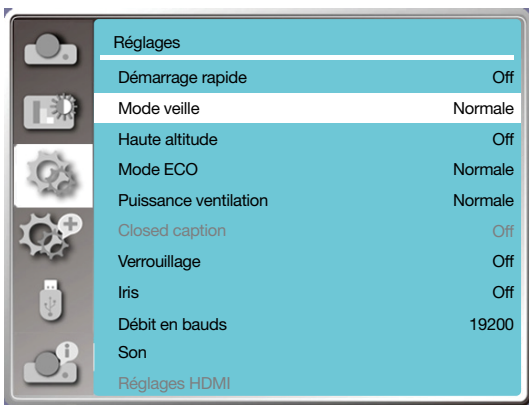 Réglages
Démarrage rapide Off
Mode veille Normale
Haute altitude Off
Mode ECO Normale
Puissance ventilation Normale
Closed caption Off
Verrouillage Off
Iris Off
Débit en bauds 19200
Son
Réglages HDMI